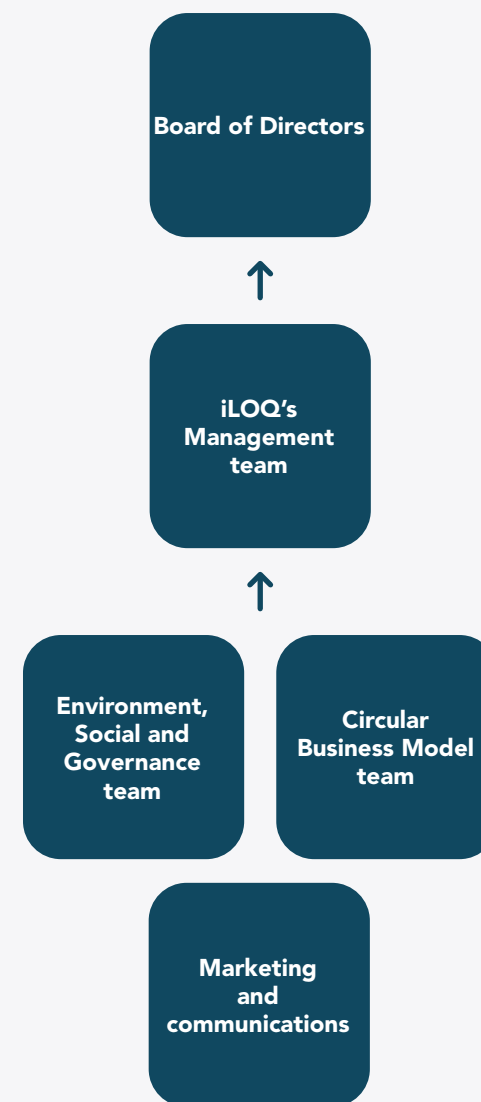 Board of Directors
iLOQ’s
Management
team
Environment,
Social and
Governance
team
Circular
Business Model
team
Marketing
and
communications